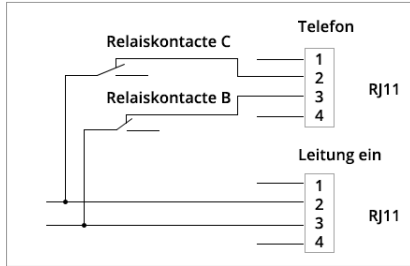 Telefon
Relaiskontacte C
1
2
RJ11
Relaiskontacte B
3
4
Leitung ein
1
2
RJ11
3
4